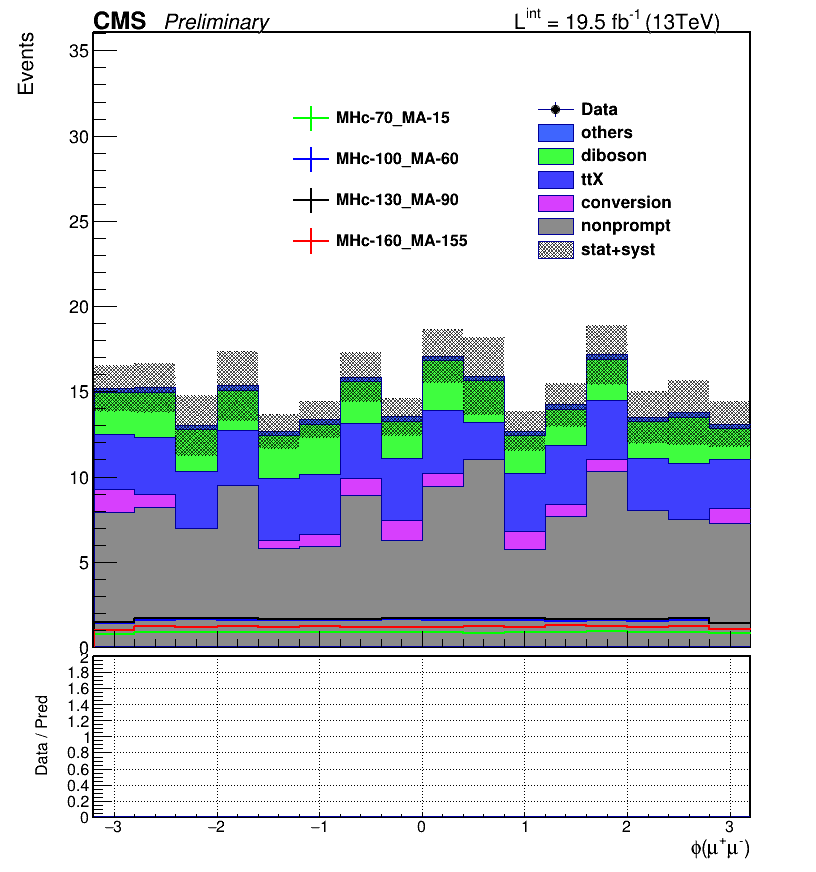 CMS Preliminary L^int = 19.5 fb^-1 (13TeV)
Events
35
30
25
20
15
10
5
0
MHc-70_MA-15
MHc-100_MA-60
MHc-130_MA-90
MHc-160_MA-155
Data
others
diboson
ttX
conversion
nonprompt
stat+syst
Data / Pred
2
1.8
1.6
1.4
1.2
1
0.8
0.6
0.4
0.2
0
−3 −2 −1 0 1 2 3
ϕ(μ⁺μ⁻)